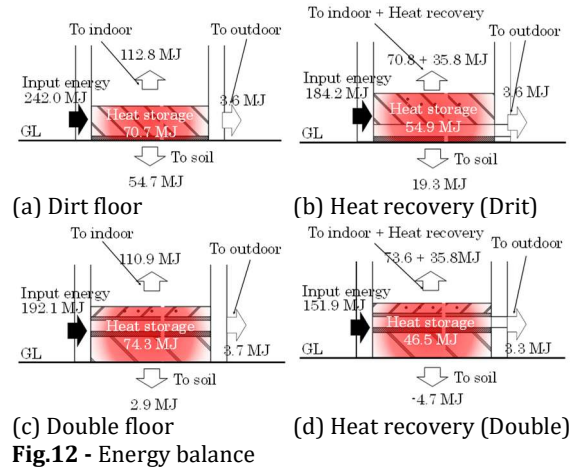 To indoor
To outdoor
112.8 MJ
Input energy
242.0 MJ
3.6 MJ
Heat storage
70.7 MJ
GL
To soil
54.7 MJ
(a) Dirt floor
To indoor + Heat recovery
To outdoor
70.8 + 35.8 MJ
Input energy
184.2 MJ
3.6 MJ
Heat storage
54.9 MJ
GL
To soil
19.3 MJ
(b) Heat recovery (Drit)
To indoor
To outdoor
110.9 MJ
Input energy
192.1 MJ
Heat storage
74.3 MJ
3.7 MJ
GL
To soil
2.9 MJ
(c) Double floor
To indoor + Heat recovery
To outdoor
73.6 + 35.8MJ
Input energy
151.9 MJ
Heat storage
46.5 MJ
3.3 MJ
GL
To soil
-4.7 MJ
(d) Heat recovery (Double)
Fig.12 - Energy balance